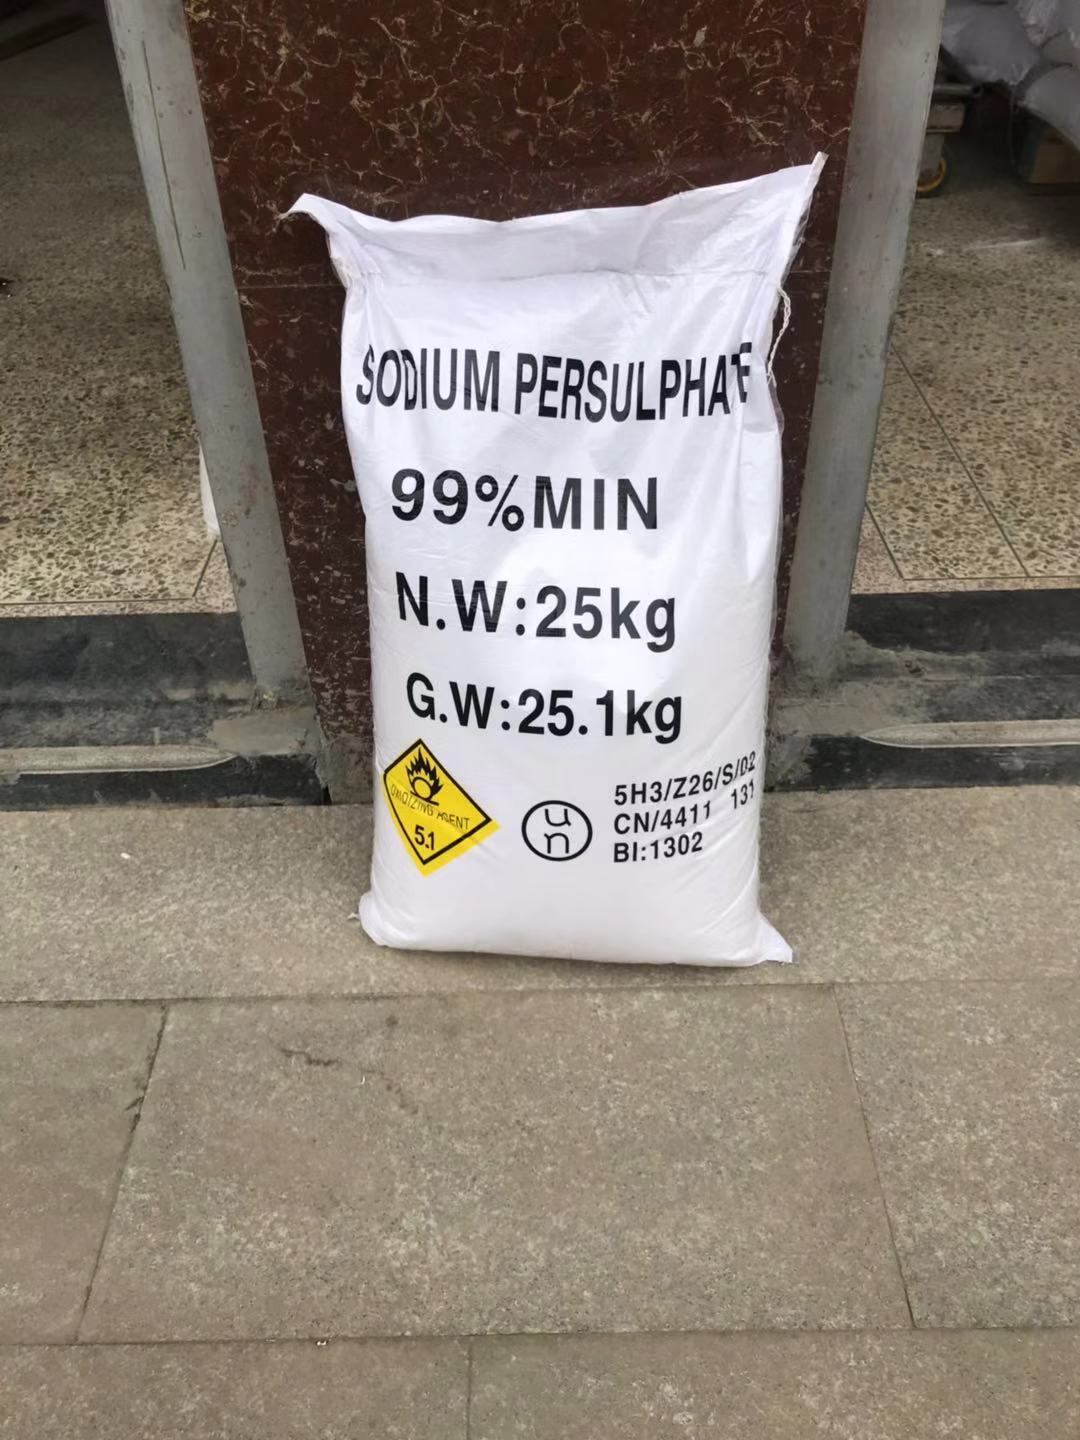 SODIUM PERSULPHATE
99%MIN
N.W:25kg
G.W:25.1kg
OXIDIZING AGENT
5.1
un
5H3/Z26/S/02
CN/4411 131
BI:1302